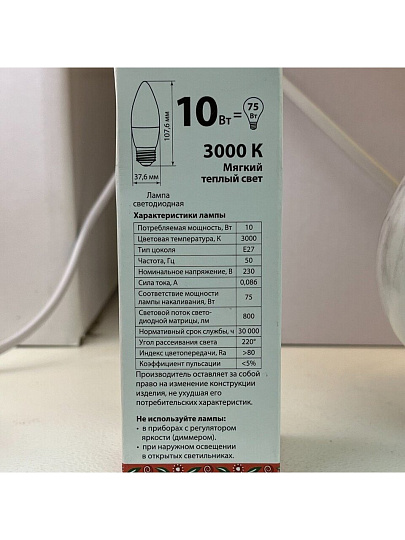 107,6 мм
37,6 мм
10 Вт =
75
Вт
3000 К
Мягкий
теплый свет
Лампа
светодиодная
Характеристики лампы
Потребляемая мощность, Вт 10
Цветовая температура, К 3000
Тип цоколя E27
Частота, Гц 50
Номинальное напряжение, В 230
Сила тока, А 0,086
Соответствие мощности
лампы накаливания, Вт 75
Световой поток свето-
диодной матрицы, лм 800
Нормативный срок службы, ч 30 000
Угол рассеивания света 220°
Индекс цветопередачи, Ra >80
Коэффициент пульсации <5%
Производитель оставляет за собой
право на изменение конструкции
изделия, не ухудшая его
потребительских характеристик.
Не используйте лампы:
• в приборах с регулятором
яркости (диммером).
• при наружном освещении
в открытых светильниках.